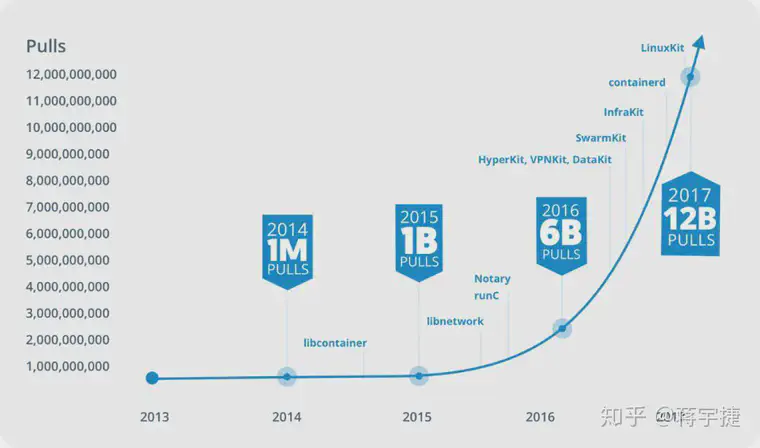 Pulls
12,000,000,000
11,000,000,000
10,000,000,000
9,000,000,000
8,000,000,000
7,000,000,000
6,000,000,000
5,000,000,000
4,000,000,000
3,000,000,000
2,000,000,000
1,000,000,000
LinuxKit
containerd
InfraKit
SwarmKit
HyperKit, VPNKit, DataKit
2014
1M
PULLS
2015
1B
PULLS
2016
6B
PULLS
2017
12B
PULLS
Notary
runC
libnetwork
libcontainer
2013
2014
2015
2016
2017
知乎 @蒋宇捷